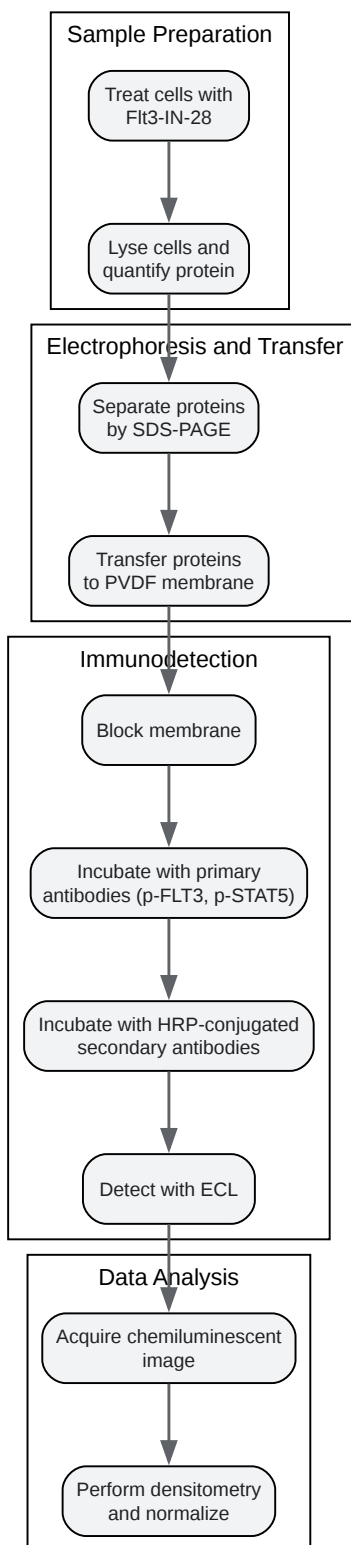 Sample Preparation
Treat cells with
Flt3-IN-28
Lyse cells and
quantify protein
Electrophoresis and Transfer
Separate proteins
by SDS-PAGE
Transfer proteins
to PVDF membrane
Immunodetection
Block membrane
Incubate with primary
antibodies (p-FLT3, p-STAT5)
Incubate with HRP-conjugated
secondary antibodies
Detect with ECL
Data Analysis
Acquire chemiluminescent
image
Perform densitometry
and normalize